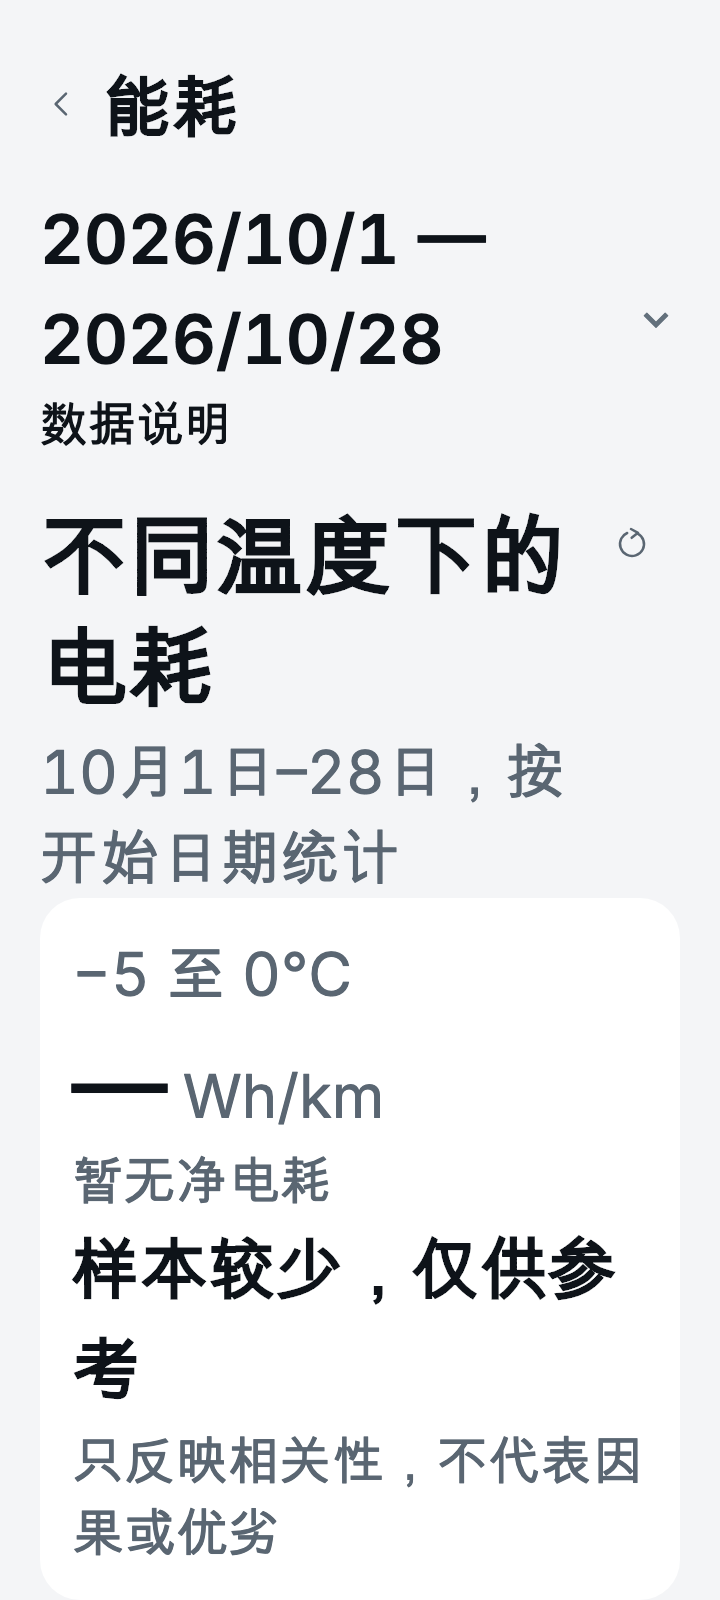 能耗
2026/10/1 —
2026/10/28
数据说明
不同温度下的
电耗
10月1日–28日，按
开始日期统计
−5 至 0°C
— Wh/km
暂无净电耗
样本较少，仅供参
考
只反映相关性，不代表因
果或优劣